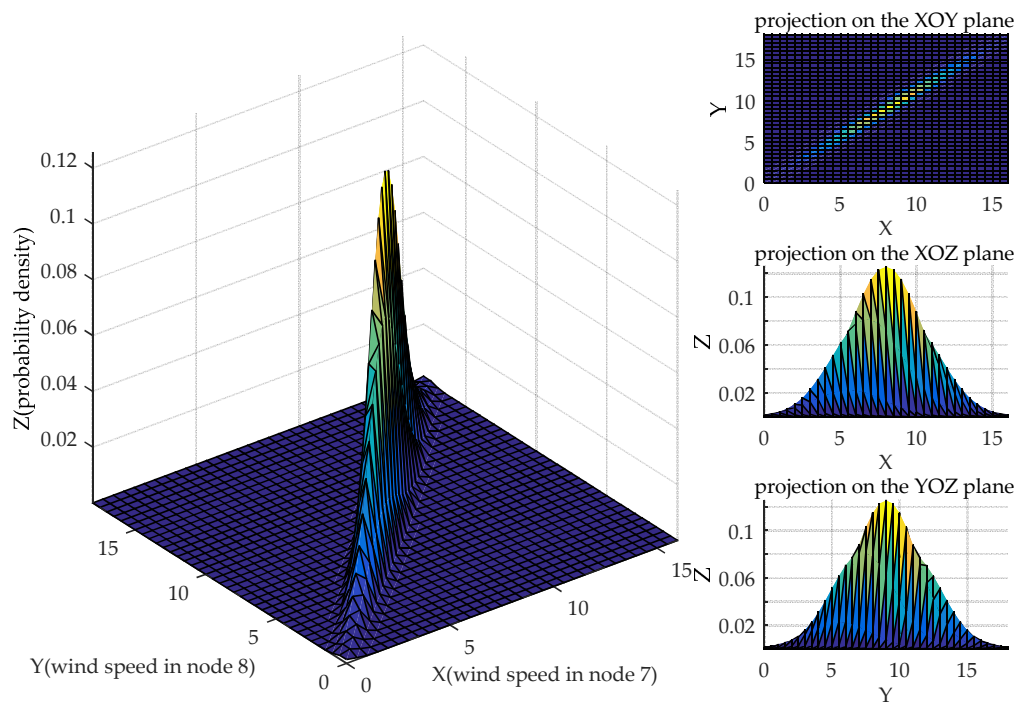 Z(probability density)
0.12
0.1
0.08
0.06
0.04
0.02
15
10
5
0
Y(wind speed in node 8)
0
5
10
15
X(wind speed in node 7)
projection on the XOY plane
Y
15
10
5
0
0 5 10 15
X
projection on the XOZ plane
Z
0.1
0.06
0.02
0 5 10 15
X
projection on the YOZ plane
Z
0.1
0.06
0.02
0 5 10 15
Y